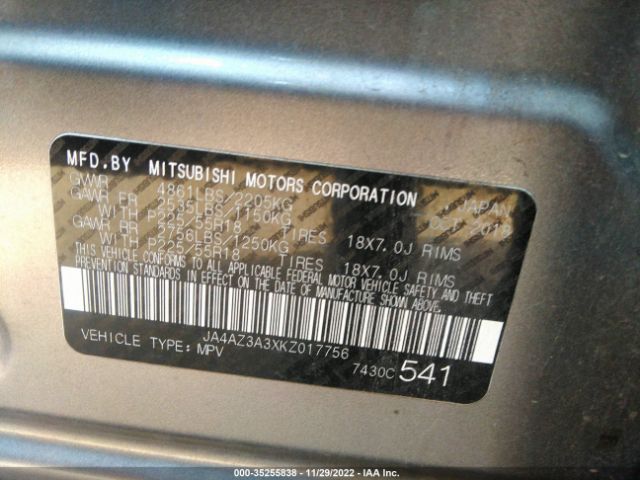 MFD.BY MITSUBISHI MOTORS CORPORATION
GVWR 4861LBS/2205KG JAPAN
GAWR FR 2535LBS/1150KG OCT 2018
WITH P225/55R18 TIRES 18X7.0J RIMS
GAWR RR 2756LBS/1250KG
WITH P225/55R18 TIRES 18X7.0J RIMS
THIS VEHICLE CONFORMS TO ALL APPLICABLE FEDERAL MOTOR VEHICLE SAFETY AND THEFT
PREVENTION STANDARDS IN EFFECT ON THE DATE OF MANUFACTURE SHOWN ABOVE.
JA4AZ3A3XKZ017756
VEHICLE TYPE:MPV
7430C 541
000-35255838 - 11/29/2022 - IAA Inc.